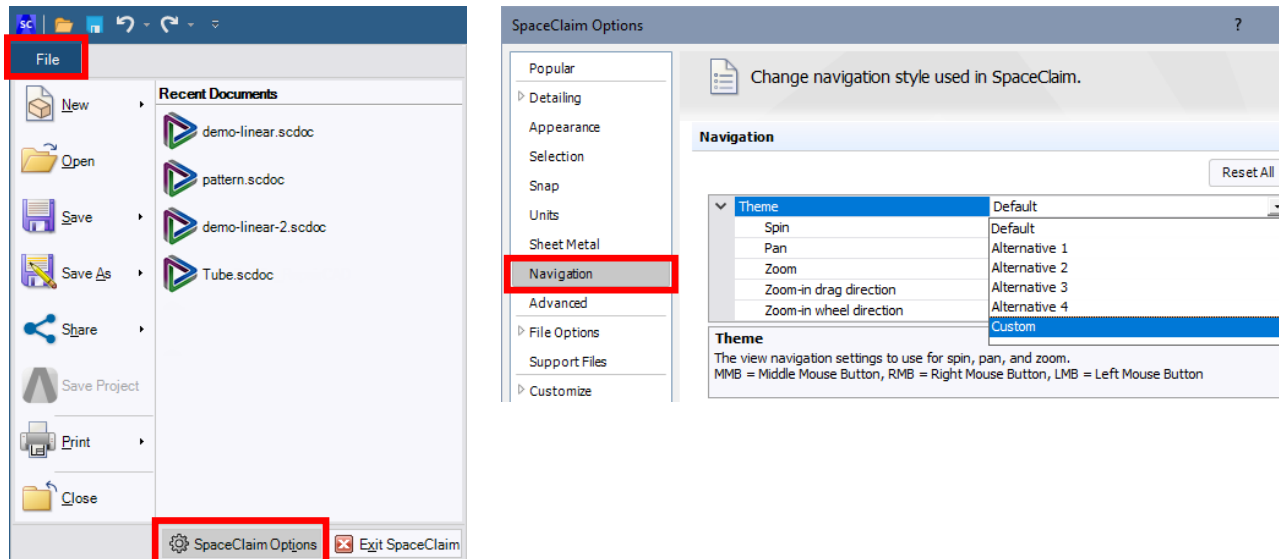 SC
File
New
Recent Documents
demo-linear.scdoc
Open
pattern.scdoc
Save
demo-linear-2.scdoc
Save As
Tube.scdoc
Share
Save Project
Print
Close
SpaceClaim Options
Exit SpaceClaim
SpaceClaim Options
?
Popular
Change navigation style used in SpaceClaim.
Detailing
Appearance
Navigation
Selection
Reset All
Snap
Units
Sheet Metal
Navigation
Advanced
File Options
Support Files
Customize
Theme Default
Spin Default
Pan Alternative 1
Zoom Alternative 2
Zoom-in drag direction Alternative 3
Zoom-in wheel direction Alternative 4
Custom
Theme
The view navigation settings to use for spin, pan, and zoom.
MMB = Middle Mouse Button, RMB = Right Mouse Button, LMB = Left Mouse Button